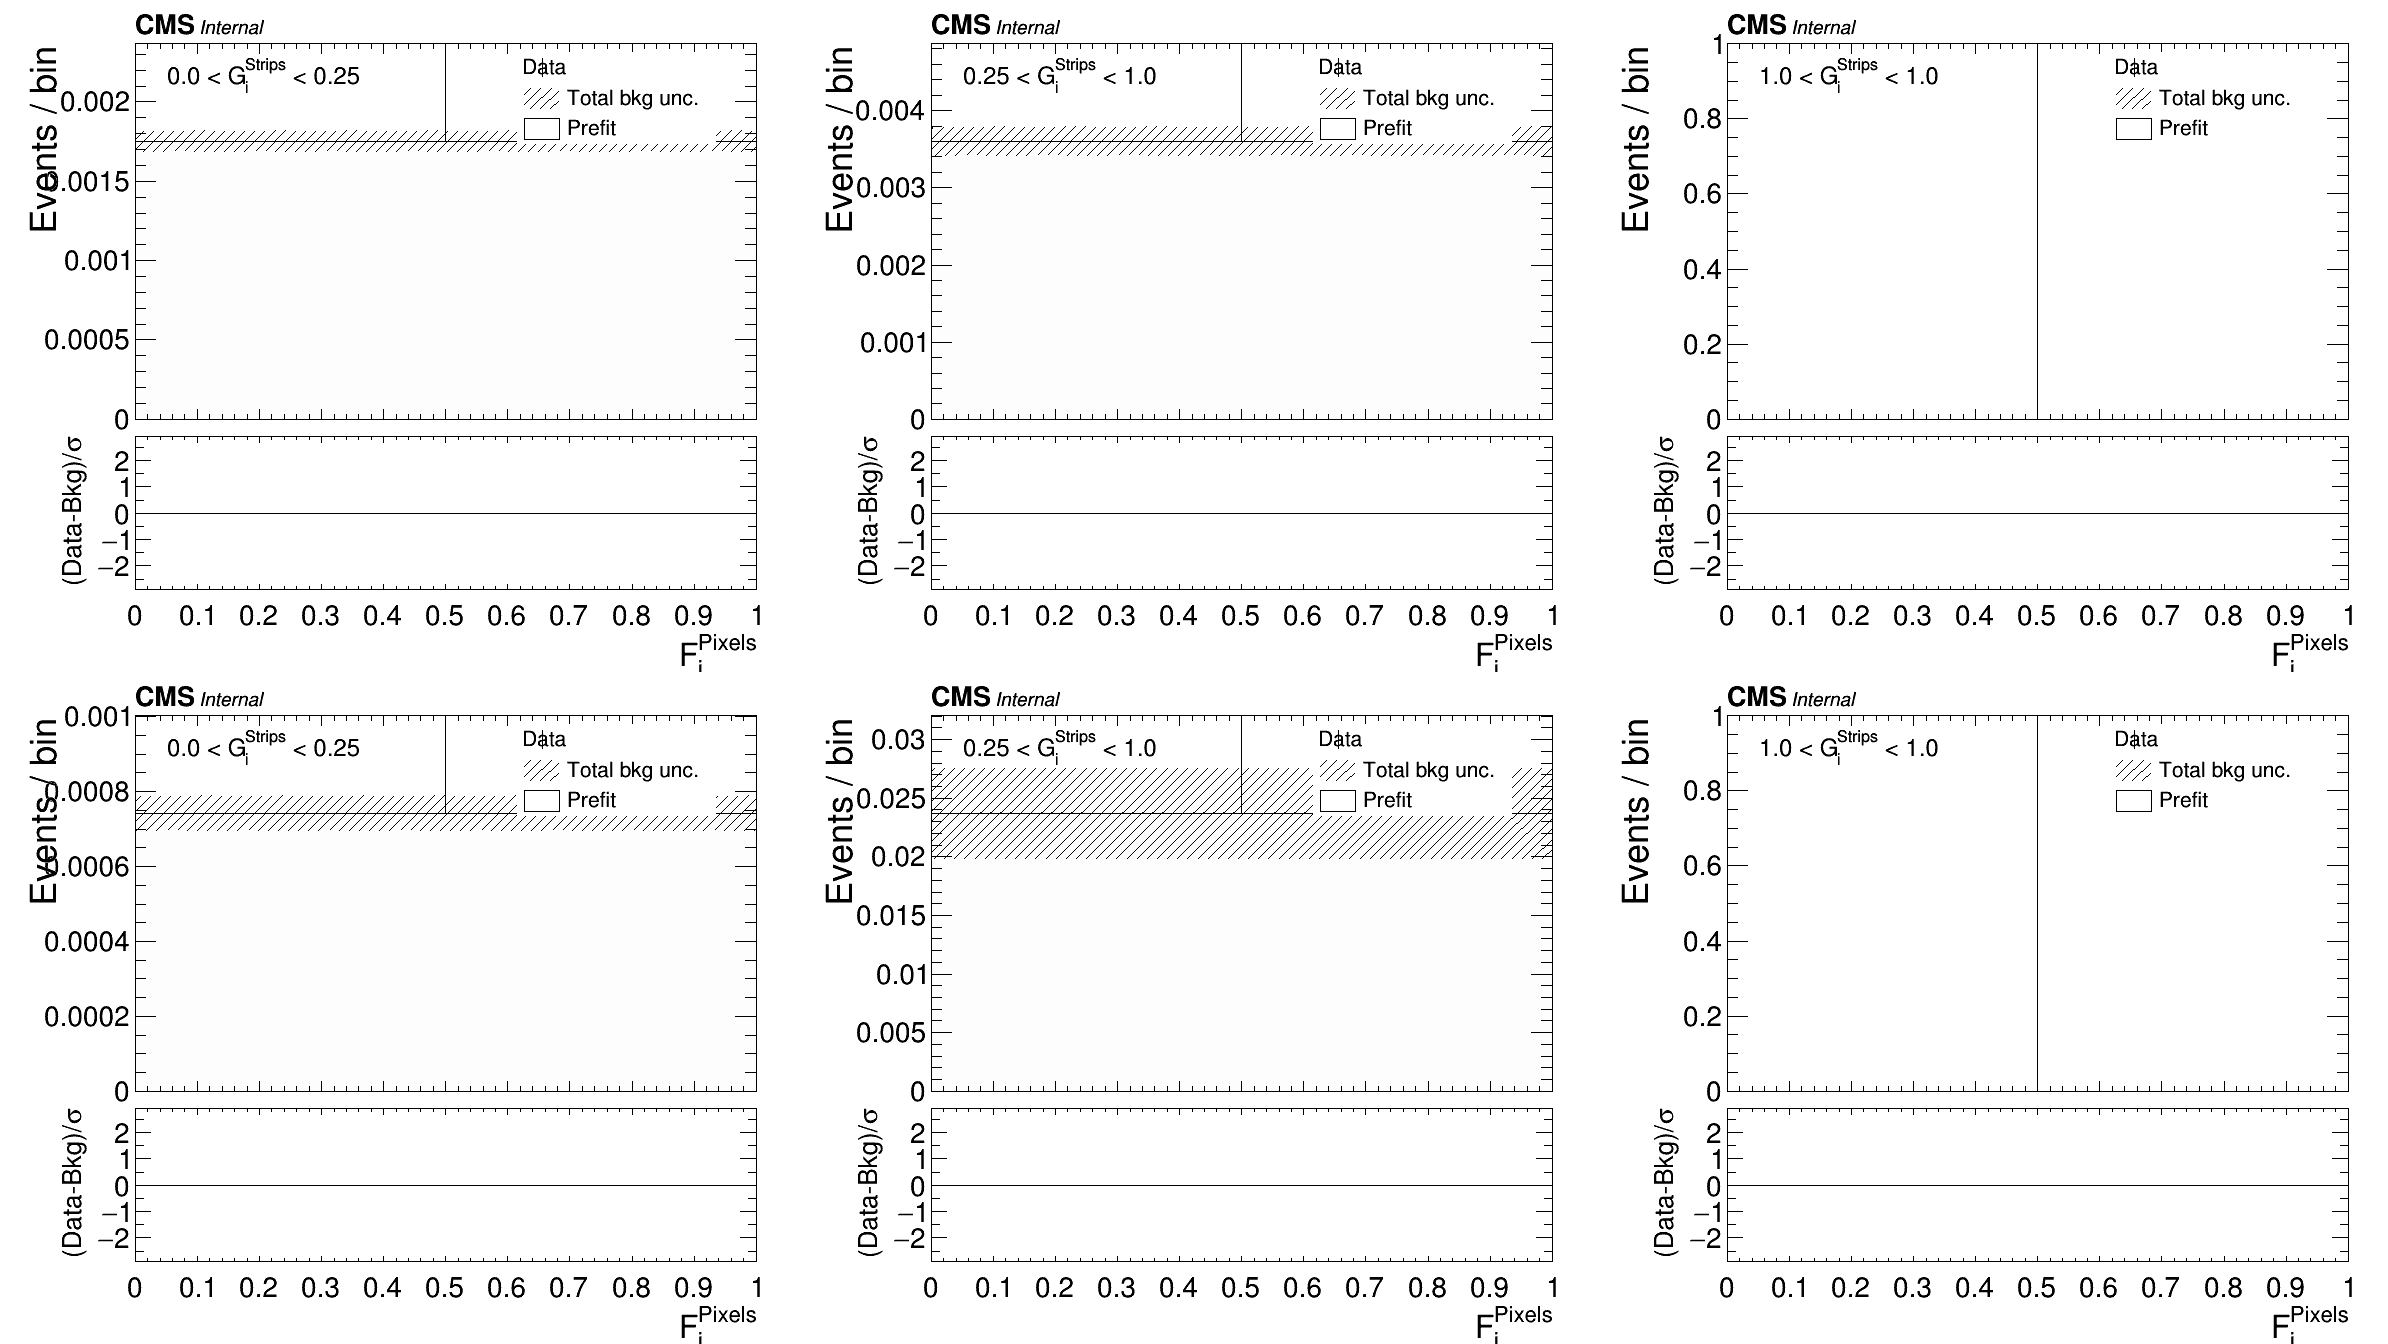 CMS Internal
Events / bin
0.0 < G_i^Strips < 0.25
Data
Total bkg unc.
Prefit
0.002
0.0015
0.001
0.0005
0
(Data-Bkg)/σ
2
1
0
−1
−2
0 0.1 0.2 0.3 0.4 0.5 0.6 0.7 0.8 0.9 1
F_i^Pixels
CMS Internal
Events / bin
0.25 < G_i^Strips < 1.0
Data
Total bkg unc.
Prefit
0.004
0.003
0.002
0.001
0
(Data-Bkg)/σ
2
1
0
−1
−2
0 0.1 0.2 0.3 0.4 0.5 0.6 0.7 0.8 0.9 1
F_i^Pixels
CMS Internal
Events / bin
1.0 < G_i^Strips < 1.0
Data
Total bkg unc.
Prefit
1
0.8
0.6
0.4
0.2
0
(Data-Bkg)/σ
2
1
0
−1
−2
0 0.1 0.2 0.3 0.4 0.5 0.6 0.7 0.8 0.9 1
F_i^Pixels
CMS Internal
Events / bin
0.0 < G_i^Strips < 0.25
Data
Total bkg unc.
Prefit
0.001
0.0008
0.0006
0.0004
0.0002
0
(Data-Bkg)/σ
2
1
0
−1
−2
0 0.1 0.2 0.3 0.4 0.5 0.6 0.7 0.8 0.9 1
F_i^Pixels
CMS Internal
Events / bin
0.25 < G_i^Strips < 1.0
Data
Total bkg unc.
Prefit
0.03
0.025
0.02
0.015
0.01
0.005
0
(Data-Bkg)/σ
2
1
0
−1
−2
0 0.1 0.2 0.3 0.4 0.5 0.6 0.7 0.8 0.9 1
F_i^Pixels
CMS Internal
Events / bin
1.0 < G_i^Strips < 1.0
Data
Total bkg unc.
Prefit
1
0.8
0.6
0.4
0.2
0
(Data-Bkg)/σ
2
1
0
−1
−2
0 0.1 0.2 0.3 0.4 0.5 0.6 0.7 0.8 0.9 1
F_i^Pixels